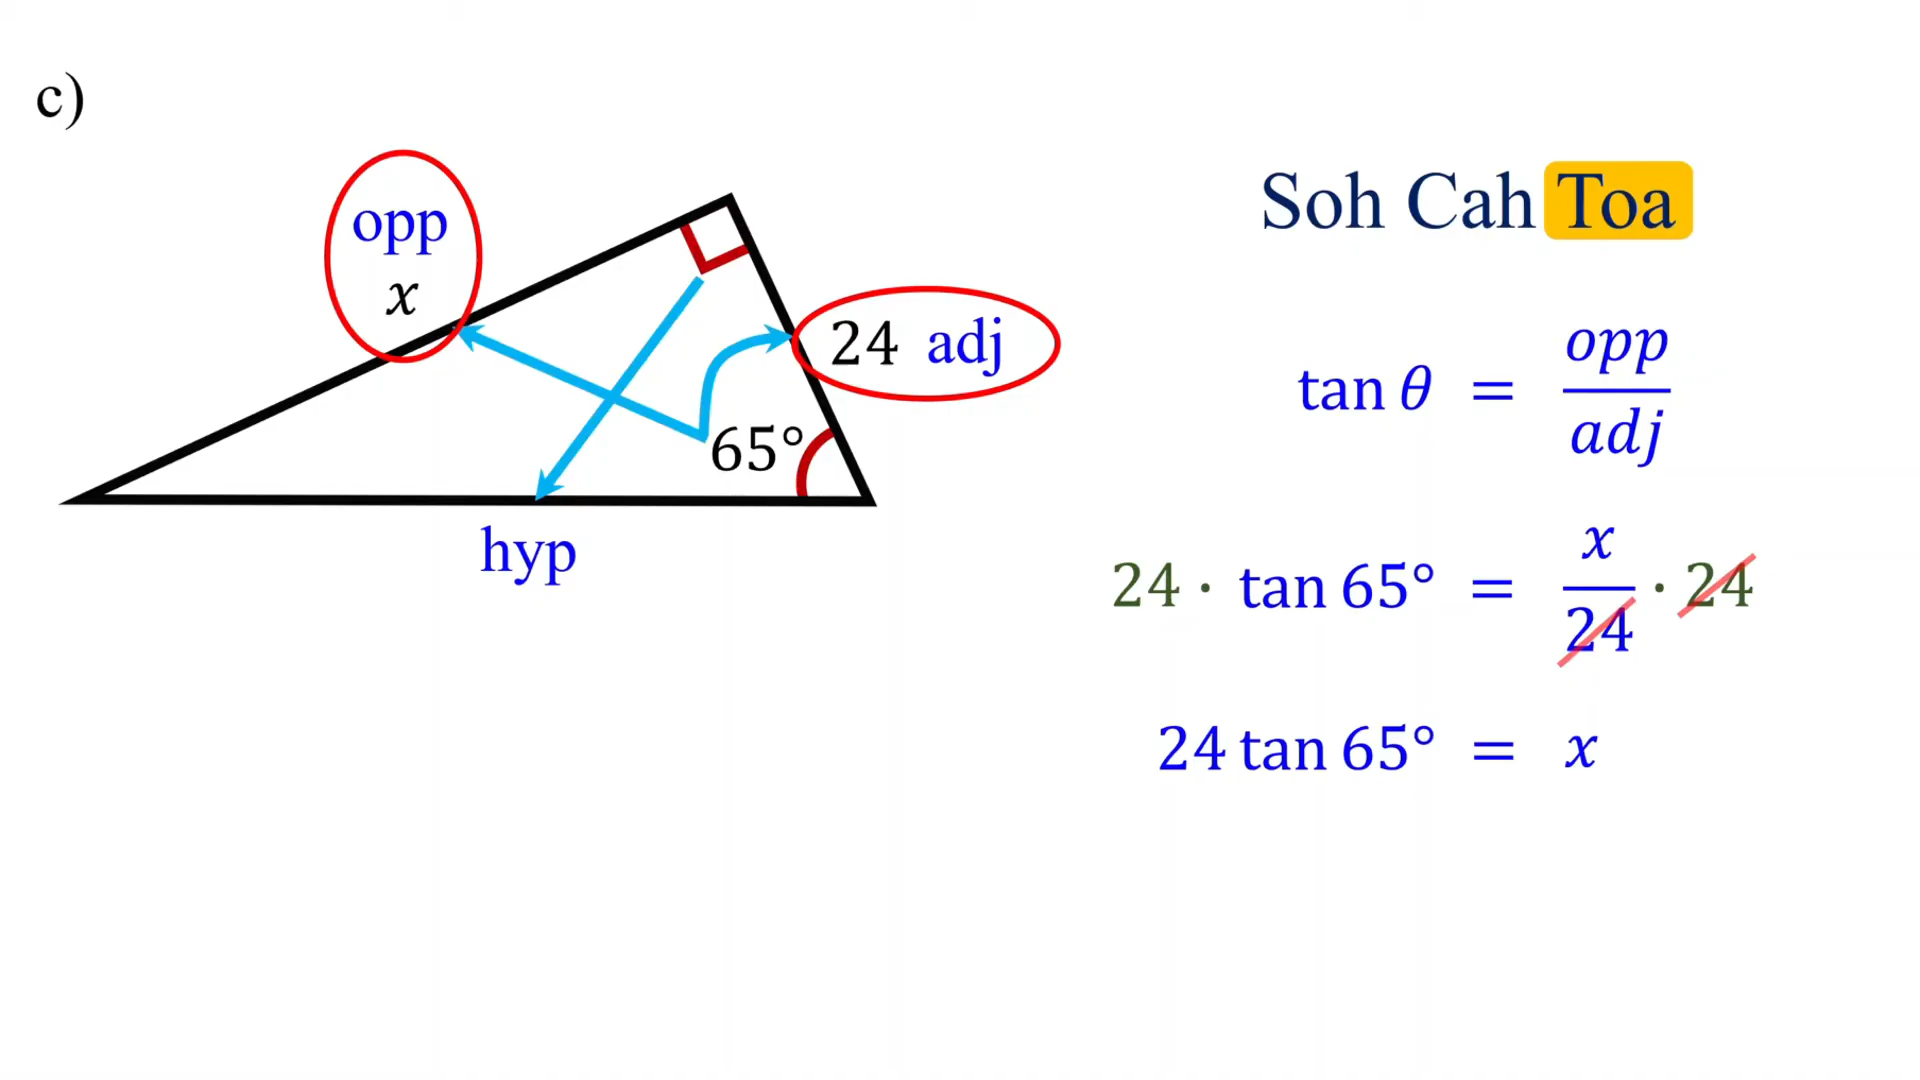 c)
opp
x
24 adj
65°
hyp
Soh Cah Toa
tan θ = opp/adj
24 · tan 65° = x/24 · 24
24 tan 65° = x